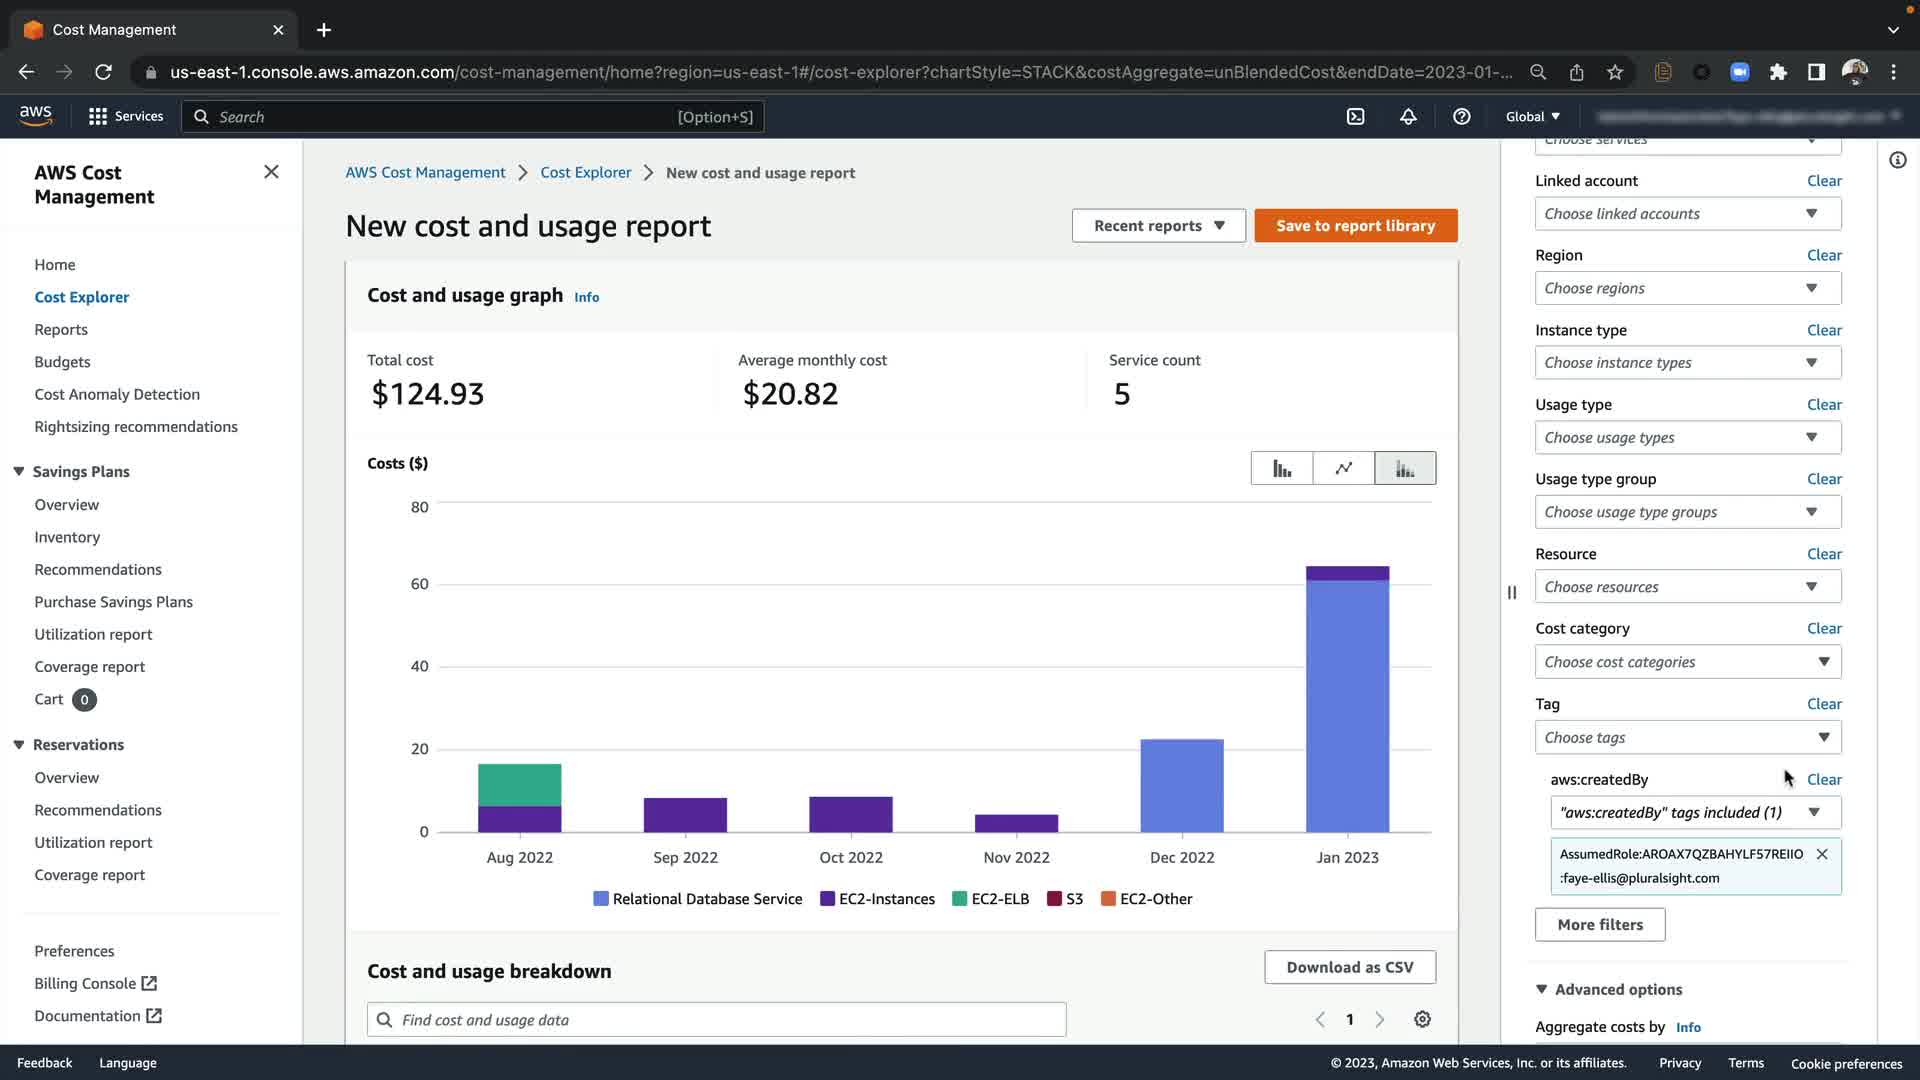 Cost Management
us-east-1.console.aws.amazon.com/cost-management/home?region=us-east-1#/cost-explorer?chartStyle=STACK&costAggregate=unBlendedCost&endDate=2023-01-...
aws
Services
Search
[Option+S]
Global
AWS Cost
Management
Home
Cost Explorer
Reports
Budgets
Cost Anomaly Detection
Rightsizing recommendations
Savings Plans
Overview
Inventory
Recommendations
Purchase Savings Plans
Utilization report
Coverage report
Cart 0
Reservations
Overview
Recommendations
Utilization report
Coverage report
Preferences
Billing Console
Documentation
AWS Cost Management > Cost Explorer > New cost and usage report
New cost and usage report
Recent reports
Save to report library
Cost and usage graph Info
Total cost
$124.93
Average monthly cost
$20.82
Service count
5
Costs ($)
80
60
40
20
0
Aug 2022 Sep 2022 Oct 2022 Nov 2022 Dec 2022 Jan 2023
Relational Database Service EC2-Instances EC2-ELB S3 EC2-Other
Cost and usage breakdown
Download as CSV
Find cost and usage data
1
Choose services
Linked account Clear
Choose linked accounts
Region Clear
Choose regions
Instance type Clear
Choose instance types
Usage type Clear
Choose usage types
Usage type group Clear
Choose usage type groups
Resource Clear
Choose resources
Cost category Clear
Choose cost categories
Tag Clear
Choose tags
aws:createdBy Clear
"aws:createdBy" tags included (1)
AssumedRole:AROAX7QZBAHYLF57REIIO
:faye-ellis@pluralsight.com
More filters
Advanced options
Aggregate costs by Info
Feedback Language
© 2023, Amazon Web Services, Inc. or its affiliates. Privacy Terms Cookie preferences